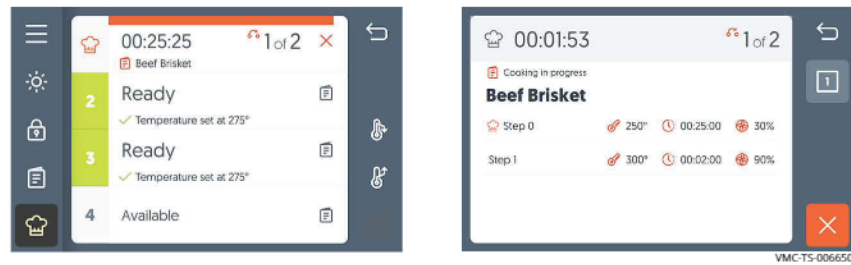 00:25:25 1 of 2
Beef Brisket
2 Ready
Temperature set at 275°
3 Ready
Temperature set at 275°
4 Available
00:01:53 1 of 2
1
Cooking in progress
Beef Brisket
Step 0 250° 00:25:00 30%
Step 1 300° 00:02:00 90%
VMC-TS-006650